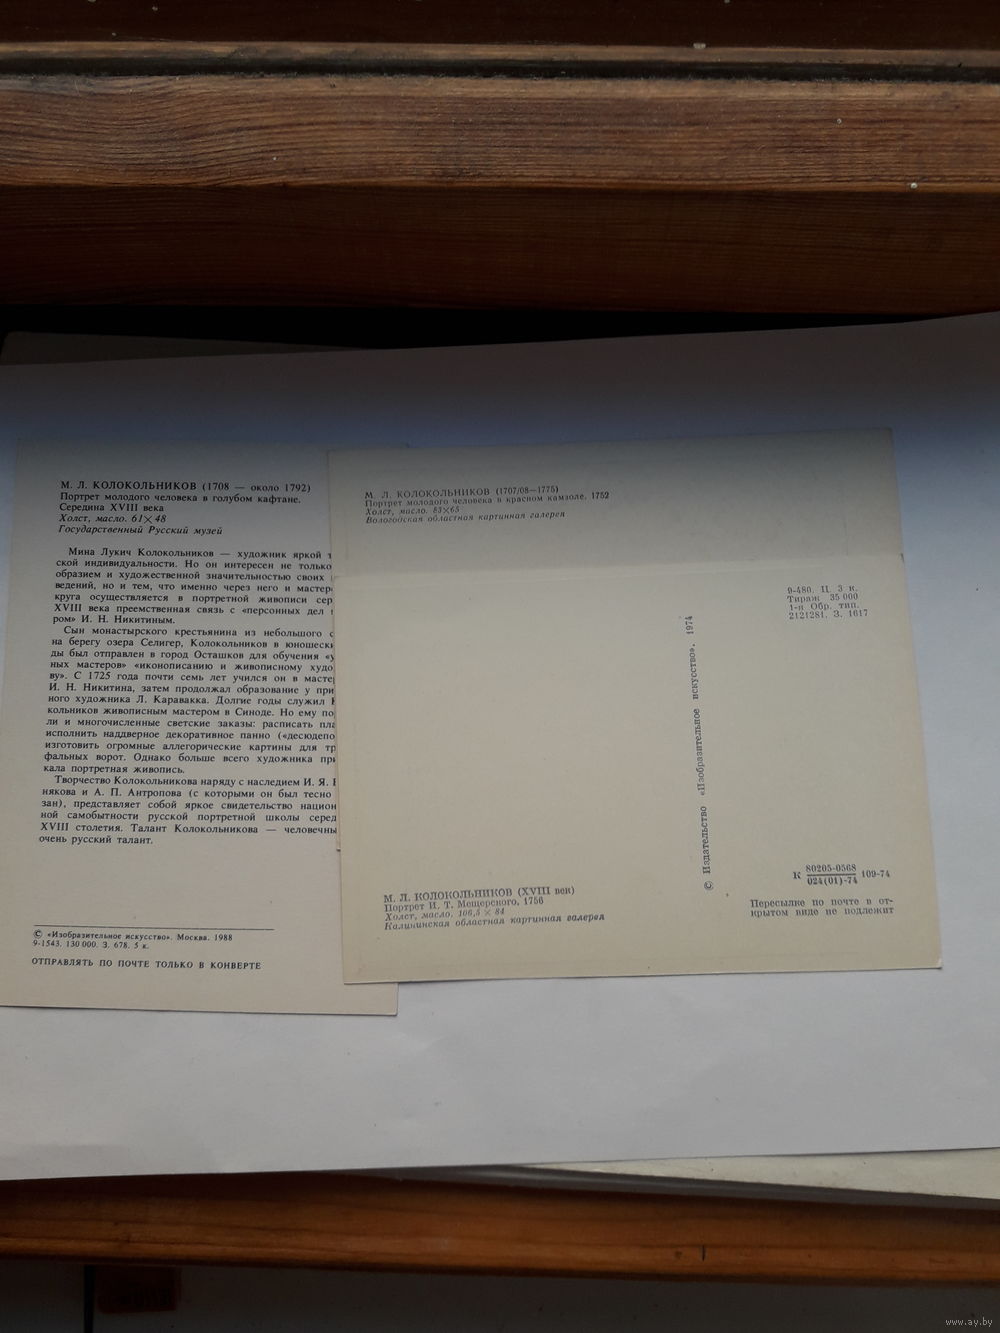 М. Л. КОЛОКОЛЬНИКОВ (1708 — около 1792)
Портрет молодого человека в голубом кафтане.
Середина XVIII века
Холст, масло. 61×48
Государственный Русский музей
Мина Лукич Колокольников — художник яркой
ской индивидуальности. Но он интересен не только
образием и художественной значительностью своих
ведений, но и тем, что именно через него и
круга осуществляется в портретной живописи
XVIII века преемственная связь с «персонных дел
ром» И. Н. Никитиным.
Сын монастырского крестьянина из небольшого
на берегу озера Селигер, Колокольников в
ды был отправлен в город Осташков для обучения
ных мастеров» «иконописанию и живописному
ву». С 1725 года почти семь лет учился он в
И. Н. Никитина, затем продолжал образование у
ного художника Л. Каравакка. Долгие годы служил
кольников живописным мастером в Синоде. Но ему
ли и многочисленные светские заказы: расписать
исполнить наддверное декоративное панно
изготовить огромные аллегорические картины для
фальных ворот. Однако больше всего художника
кала портретная живопись.
Творчество Колокольникова наряду с наследием И. Я.
някова и А. П. Антропова (с которыми он был тесно
зан), представляет собой яркое свидетельство
ной самобытности русской портретной школы
XVIII столетия. Талант Колокольникова —
очень русский талант.
© «Изобразительное искусство». Москва. 1988
9-1543. 130 000. З. 678. 5 к.
ОТПРАВЛЯТЬ ПО ПОЧТЕ ТОЛЬКО В КОНВЕРТЕ
М. Л. КОЛОКОЛЬНИКОВ (1707/08—1775)
Портрет молодого человека в красном камзоле. 1752
Холст, масло. 83×65
Вологодская областная картинная галерея
9-480. Ц. 3 к.
Тираж 35 000
1-я Обр. тип.
2121281. З. 1617
© Издательство «Изобразительное искусство». 1974
М. Л. КОЛОКОЛЬНИКОВ (XVIII век)
Портрет И. Т. Мещерского, 1756
Холст, масло. 106,5 × 84
Калининская областная картинная галерея
К 80205-0568
024(01)-74 109-74
Пересылке по почте в от-
крытом виде не подлежит
www.ay.by